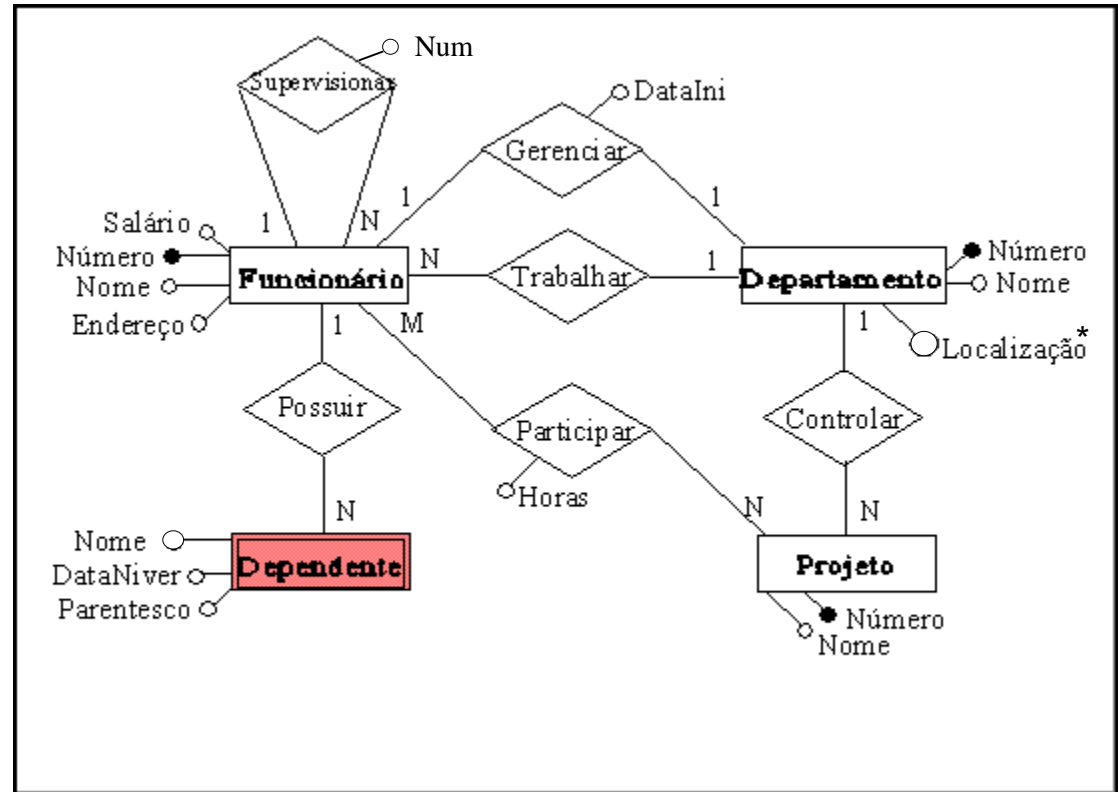 Num
Supervisionar
DataIni
Gerenciar
1
N
1
1
Salário
Número
Nome
Endereço
Funcionário
N
Trabalhar
1
Departamento
Número
Nome
Localização*
1
M
1
Possuir
Participar
Controlar
Horas
N
N
N
Nome
DataNiver
Parentesco
Dependente
Projeto
Número
Nome